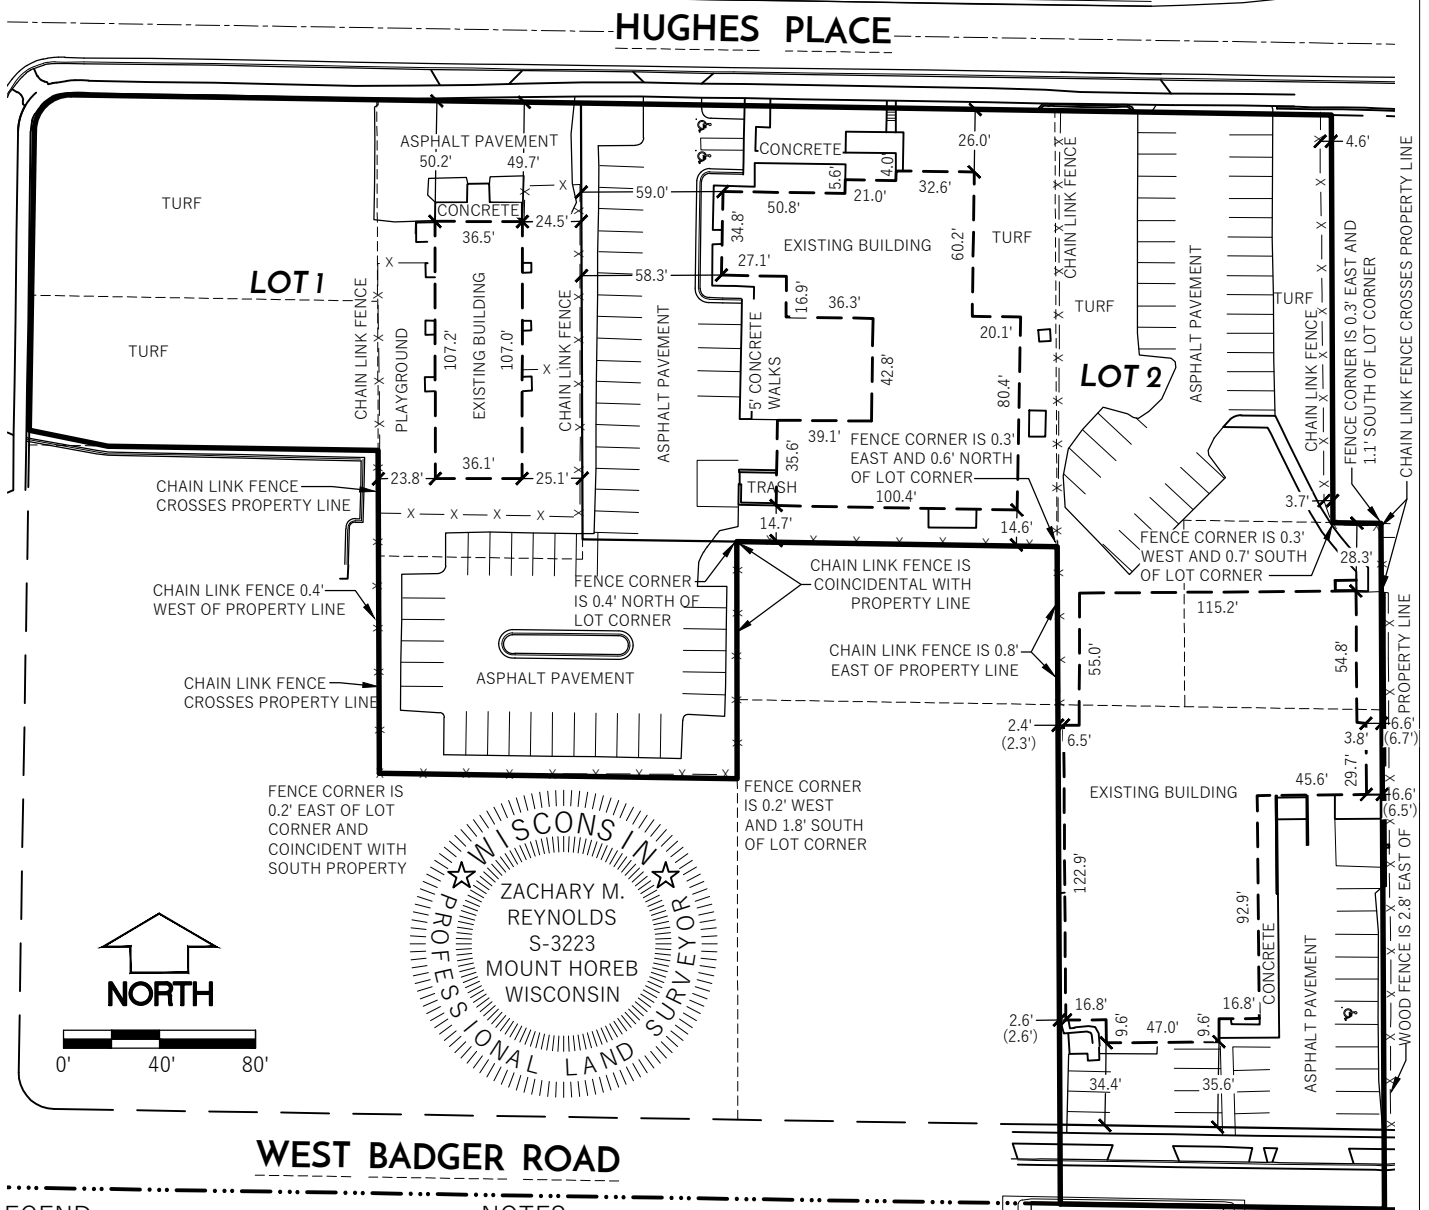 HUGHES PLACE
ASPHALT PAVEMENT
50.2'
49.7'
TURF
CONCRETE
36.5'
24.5'
X
X
LOT 1
TURF
CHAIN LINK FENCE
PLAYGROUND
107.2'
EXISTING BUILDING
107.0'
X
CHAIN LINK FENCE
23.8'
36.1'
25.1'
X X X X
59.0'
58.3'
ASPHALT PAVEMENT
CONCRETE
5.6'
4.0'
26.0'
50.8'
21.0'
32.6'
34.8'
EXISTING BUILDING
60.2'
27.1'
16.9'
36.3'
42.8'
20.1'
80.4'
5' CONCRETE
WALKS
39.1'
35.6'
TRASH
100.4'
14.7'
14.6'
FENCE CORNER IS 0.3'
EAST AND 0.6' NORTH
OF LOT CORNER
TURF
CHAIN LINK FENCE
TURF
LOT 2
ASPHALT PAVEMENT
TURF
CHAIN LINK FENCE
CHAIN LINK FENCE
4.6'
3.7'
FENCE CORNER IS 0.3' EAST AND
1.1' SOUTH OF LOT CORNER
CHAIN LINK FENCE CROSSES PROPERTY LINE
CHAIN LINK FENCE
CROSSES PROPERTY LINE
CHAIN LINK FENCE 0.4'
WEST OF PROPERTY LINE
CHAIN LINK FENCE
CROSSES PROPERTY LINE
FENCE CORNER
IS 0.4' NORTH OF
LOT CORNER
ASPHALT PAVEMENT
CHAIN LINK FENCE IS
COINCIDENTAL WITH
PROPERTY LINE
CHAIN LINK FENCE IS 0.8'
EAST OF PROPERTY LINE
FENCE CORNER IS 0.3'
WEST AND 0.7' SOUTH
OF LOT CORNER
28.3'
115.2'
55.0'
54.8'
2.4'
(2.3')
6.5'
3.8'
6.6'
(6.7')
29.7'
45.6'
6.6'
(6.5')
EXISTING BUILDING
122.9'
92.9'
CONCRETE
ASPHALT PAVEMENT
WOOD FENCE IS 2.8' EAST OF PROPERTY LINE
2.6'
(2.6')
16.8'
9.6'
47.0'
9.6'
16.8'
34.4'
35.6'
FENCE CORNER IS
0.2' EAST OF LOT
CORNER AND
COINCIDENT WITH
SOUTH PROPERTY
FENCE CORNER
IS 0.2' WEST
AND 1.8' SOUTH
OF LOT CORNER
WISCONSIN
ZACHARY M.
REYNOLDS
S-3223
MOUNT HOREB
WISCONSIN
PROFESSIONAL LAND SURVEYOR
NORTH
0' 40' 80'
WEST BADGER ROAD